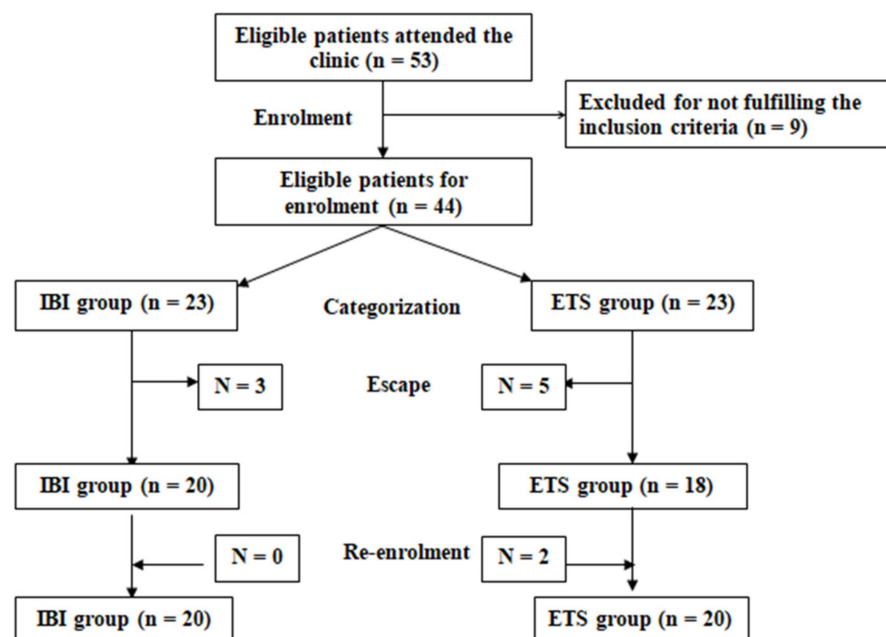 Eligible patients attended the
clinic (n = 53)
Enrolment
Excluded for not fulfilling the
inclusion criteria (n = 9)
Eligible patients for
enrolment (n = 44)
IBI group (n = 23)
Categorization
ETS group (n = 23)
N = 3
Escape
N = 5
IBI group (n = 20)
ETS group (n = 18)
N = 0
Re-enrolment
N = 2
IBI group (n = 20)
ETS group (n = 20)